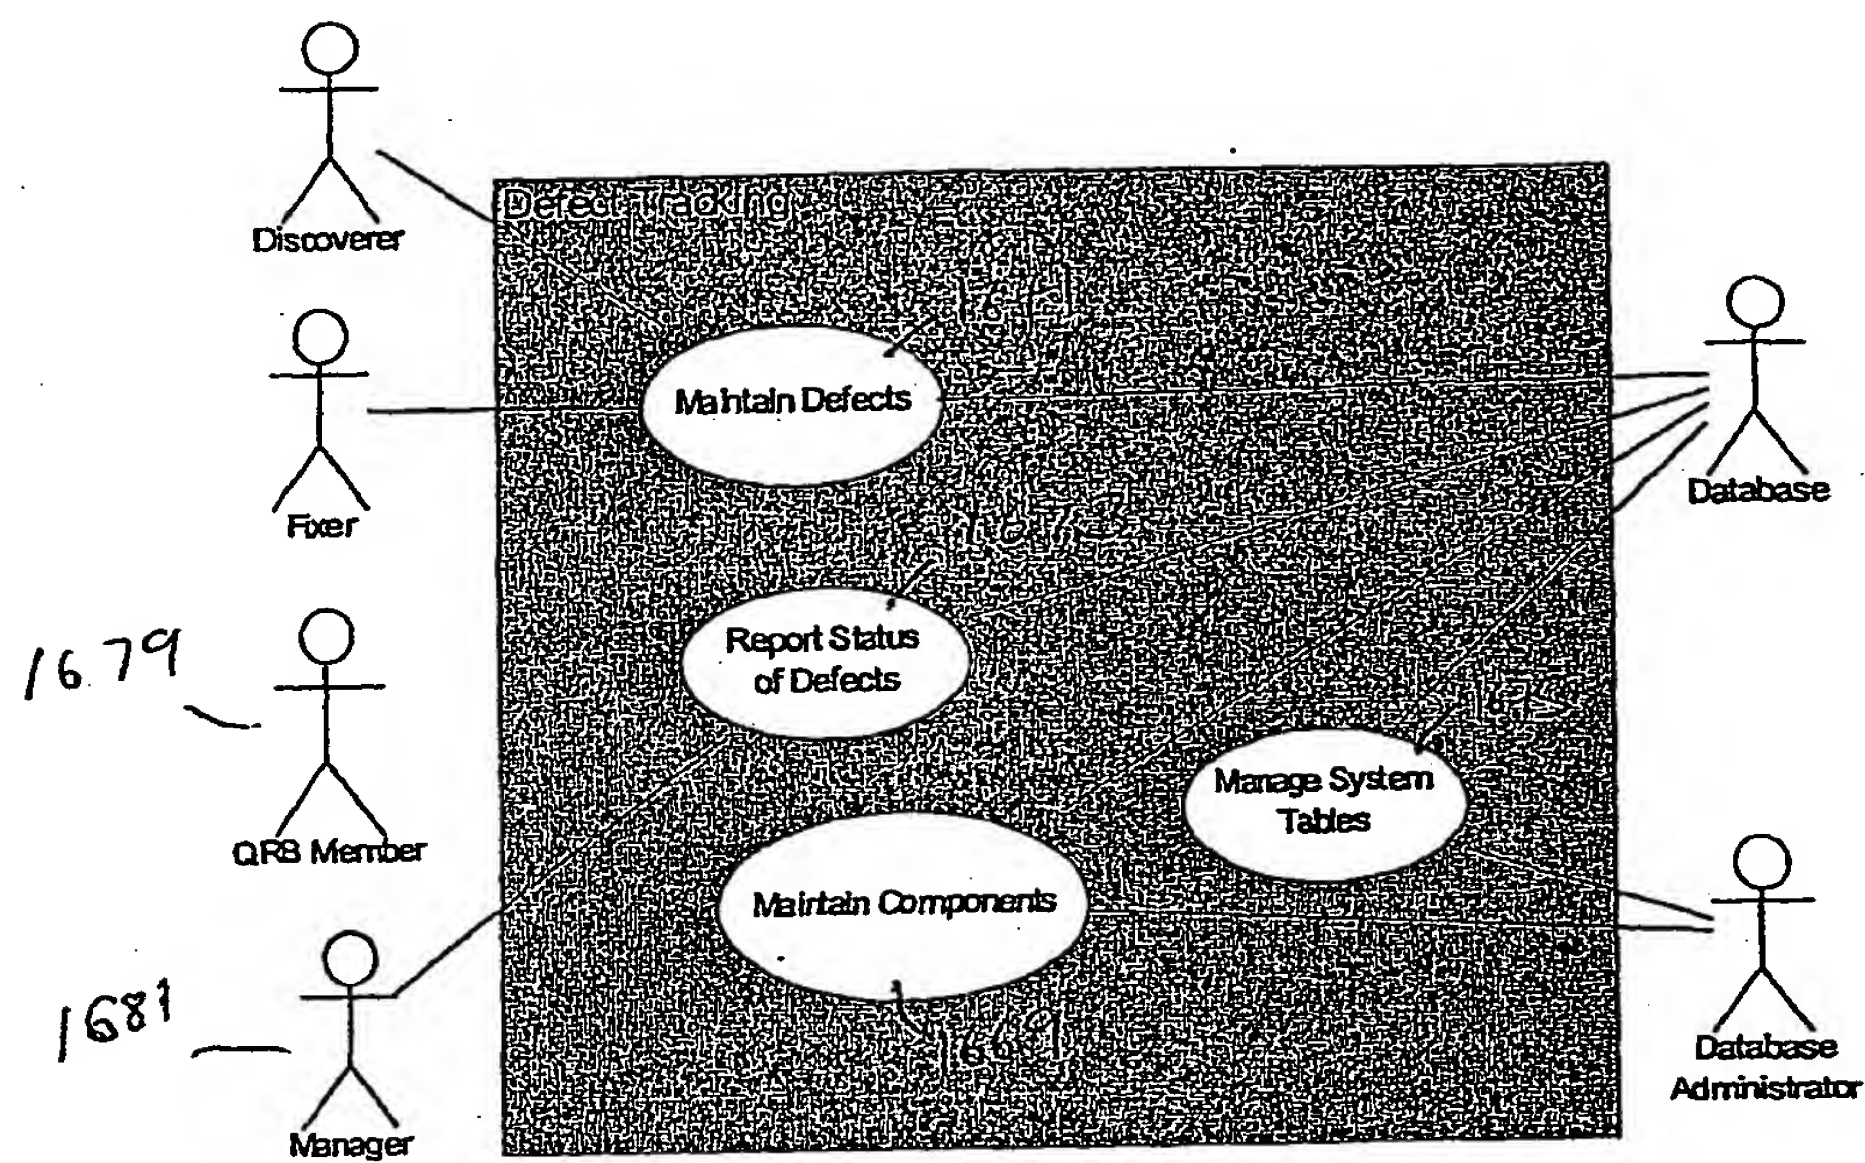 Defect Tracking
Discoverer
Maintain Defects
Fixer
Database
Report Status
of Defects
1679
QRB Member
Manage System
Tables
Maintain Components
1669
1681
Manager
Database
Administrator